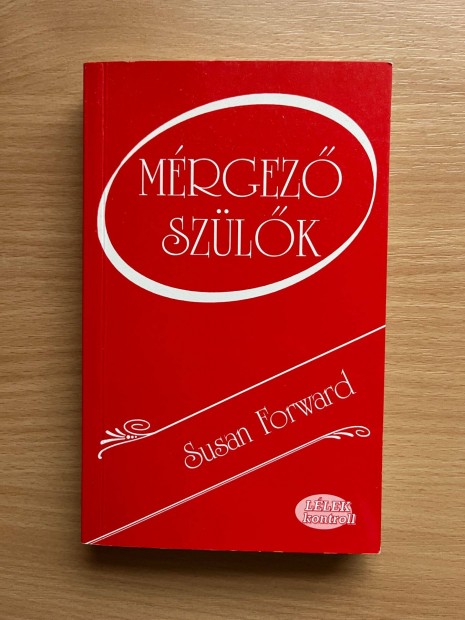 MÉRGEZŐ
SZÜLŐK
Susan Forward
LÉLEK
kontroll